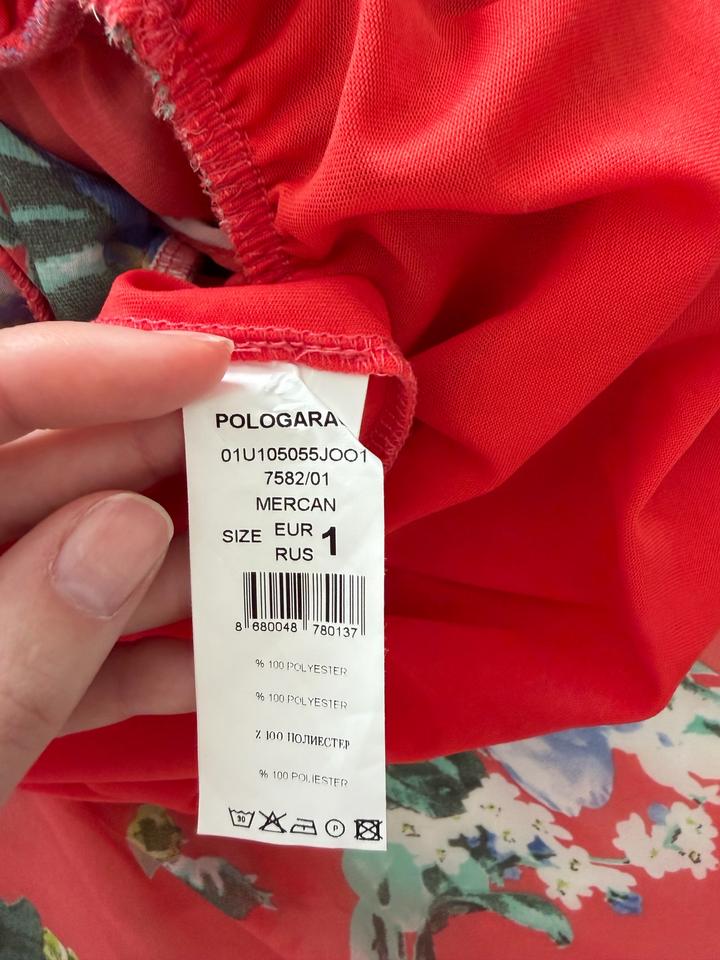 POLOGARA
01U105055JOO1
7582/01
MERCAN
SIZE EUR RUS 1
8 680048 780137
% 100 POLYESTER
% 100 POLYESTER
% 100 ПОЛИЕСТЕР
% 100 POLIESTER
30 P